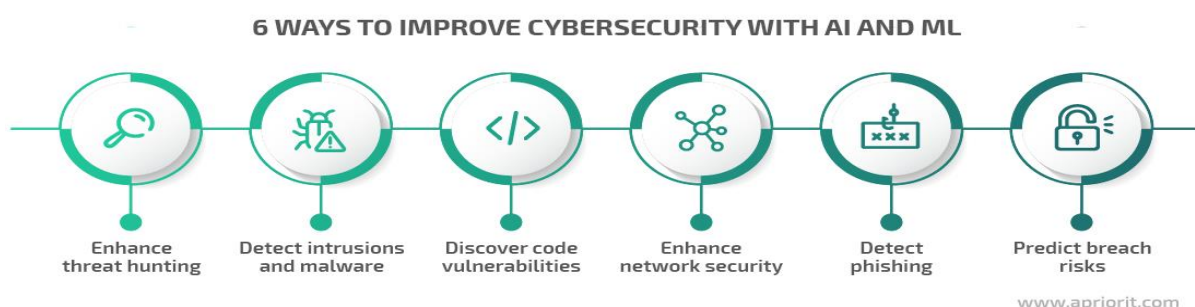 6 WAYS TO IMPROVE CYBERSECURITY WITH AI AND ML
</>
xxx
Enhance
threat hunting
Detect intrusions
and malware
Discover code
vulnerabilities
Enhance
network security
Detect
phishing
Predict breach
risks
www.apriorit.com